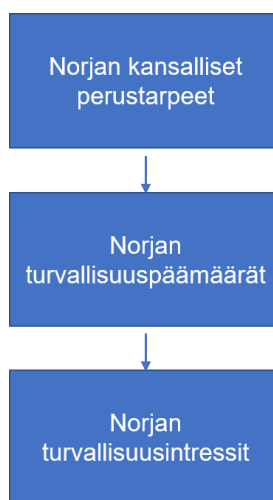 Norjan kansalliset
perustarpeet
Norjan
turvallisuuspäämäärät
Norjan
turvallisuusintressit